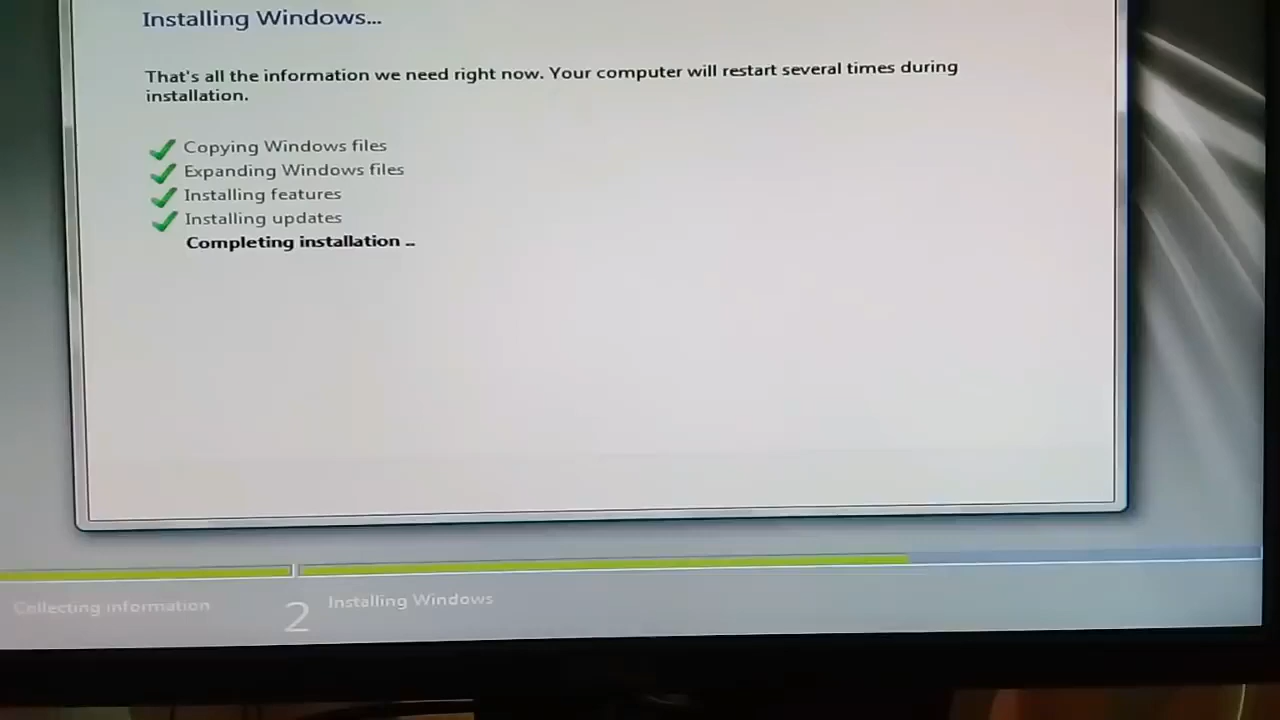 Installing Windows...
That's all the information we need right now. Your computer will restart several times during
installation.
Copying Windows files
Expanding Windows files
Installing features
Installing updates
Completing installation ..
Collecting information
2 Installing Windows